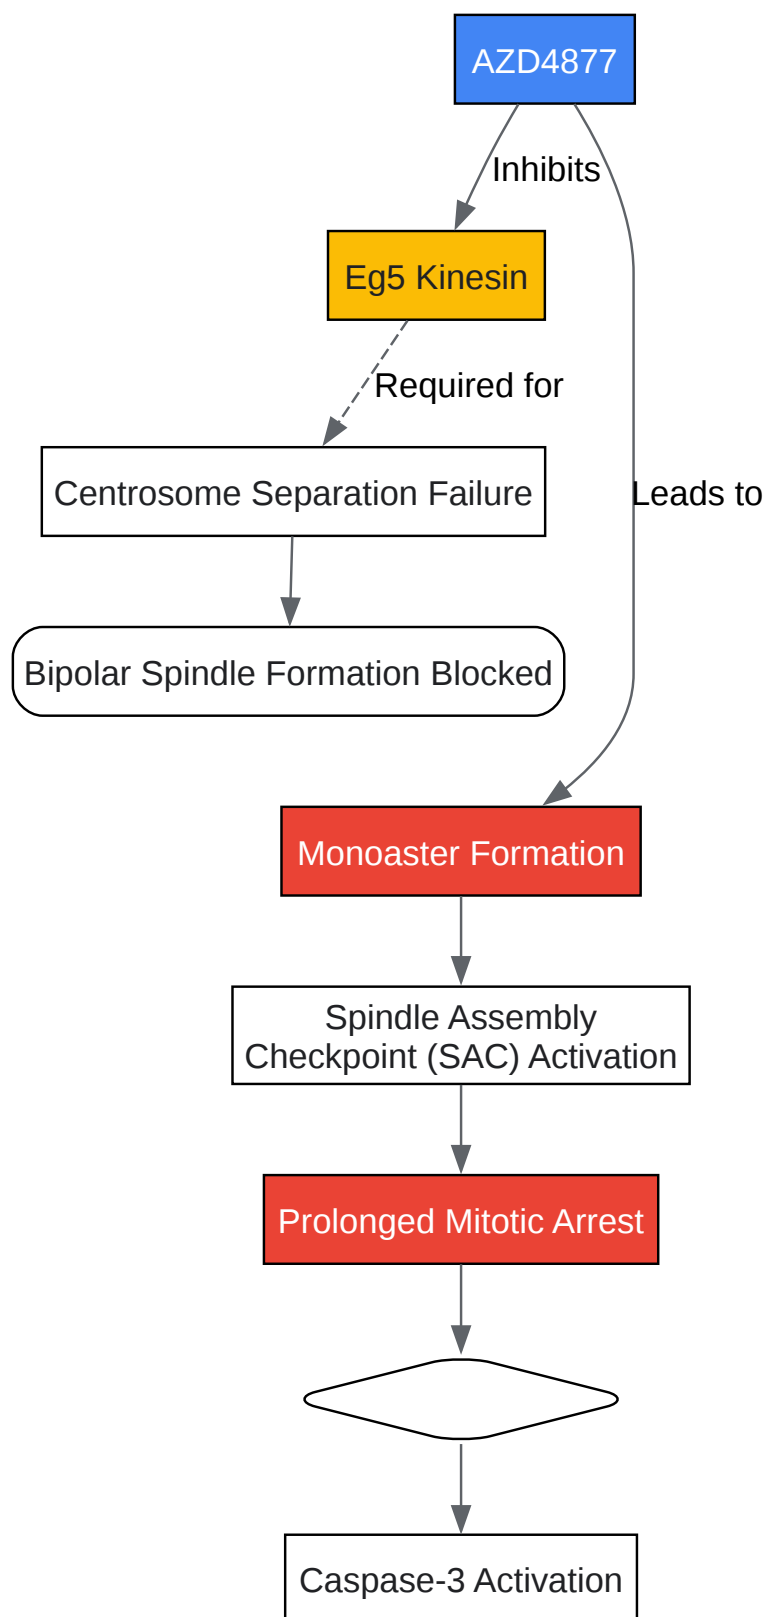 AZD4877
Inhibits
Eg5 Kinesin
Required for
Centrosome Separation Failure
Leads to
Bipolar Spindle Formation Blocked
Monoaster Formation
Spindle Assembly
Checkpoint (SAC) Activation
Prolonged Mitotic Arrest
Caspase-3 Activation